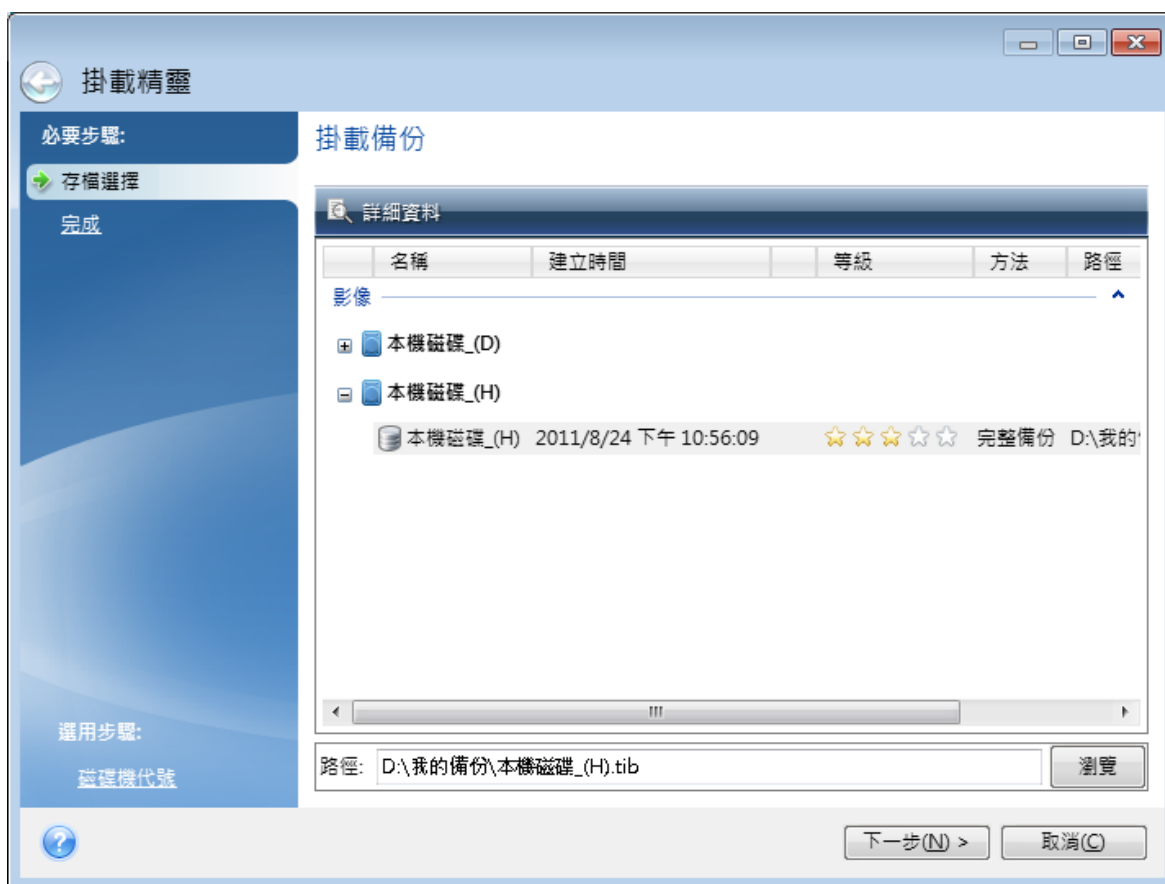 掛載精靈
必要步驟:
存檔選擇
完成
選用步驟:
磁碟機代號
掛載備份
詳細資料
名稱 建立時間 等級 方法 路徑
影像
本機磁碟_(D)
本機磁碟_(H)
本機磁碟_(H) 2011/8/24 下午 10:56:09 完整備份 D:\我的
路徑: D:\我的備份\本機磁碟_(H).tib 瀏覽
下一步(N) > 取消(C)